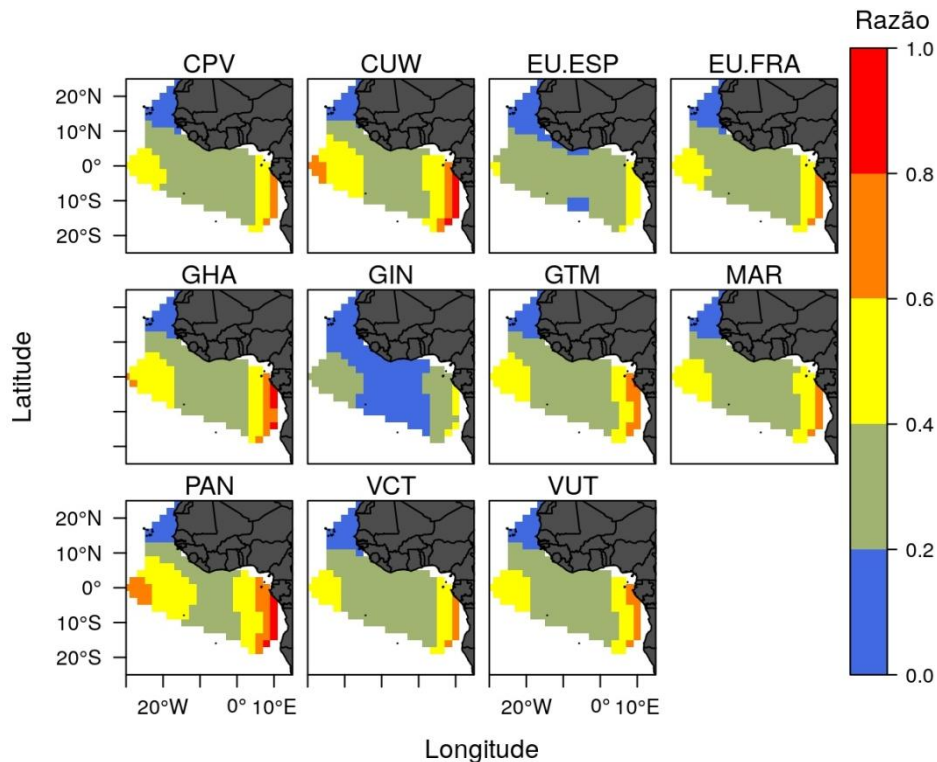 Razão
CPV CUW EU.ESP EU.FRA
20°N
10°N
0°
10°S
20°S
GHA GIN GTM MAR
Latitude
PAN VCT VUT
20°N
10°N
0°
10°S
20°S
20°W 0° 10°E
20°W 0° 10°E
Longitude
1.0
0.8
0.6
0.4
0.2
0.0